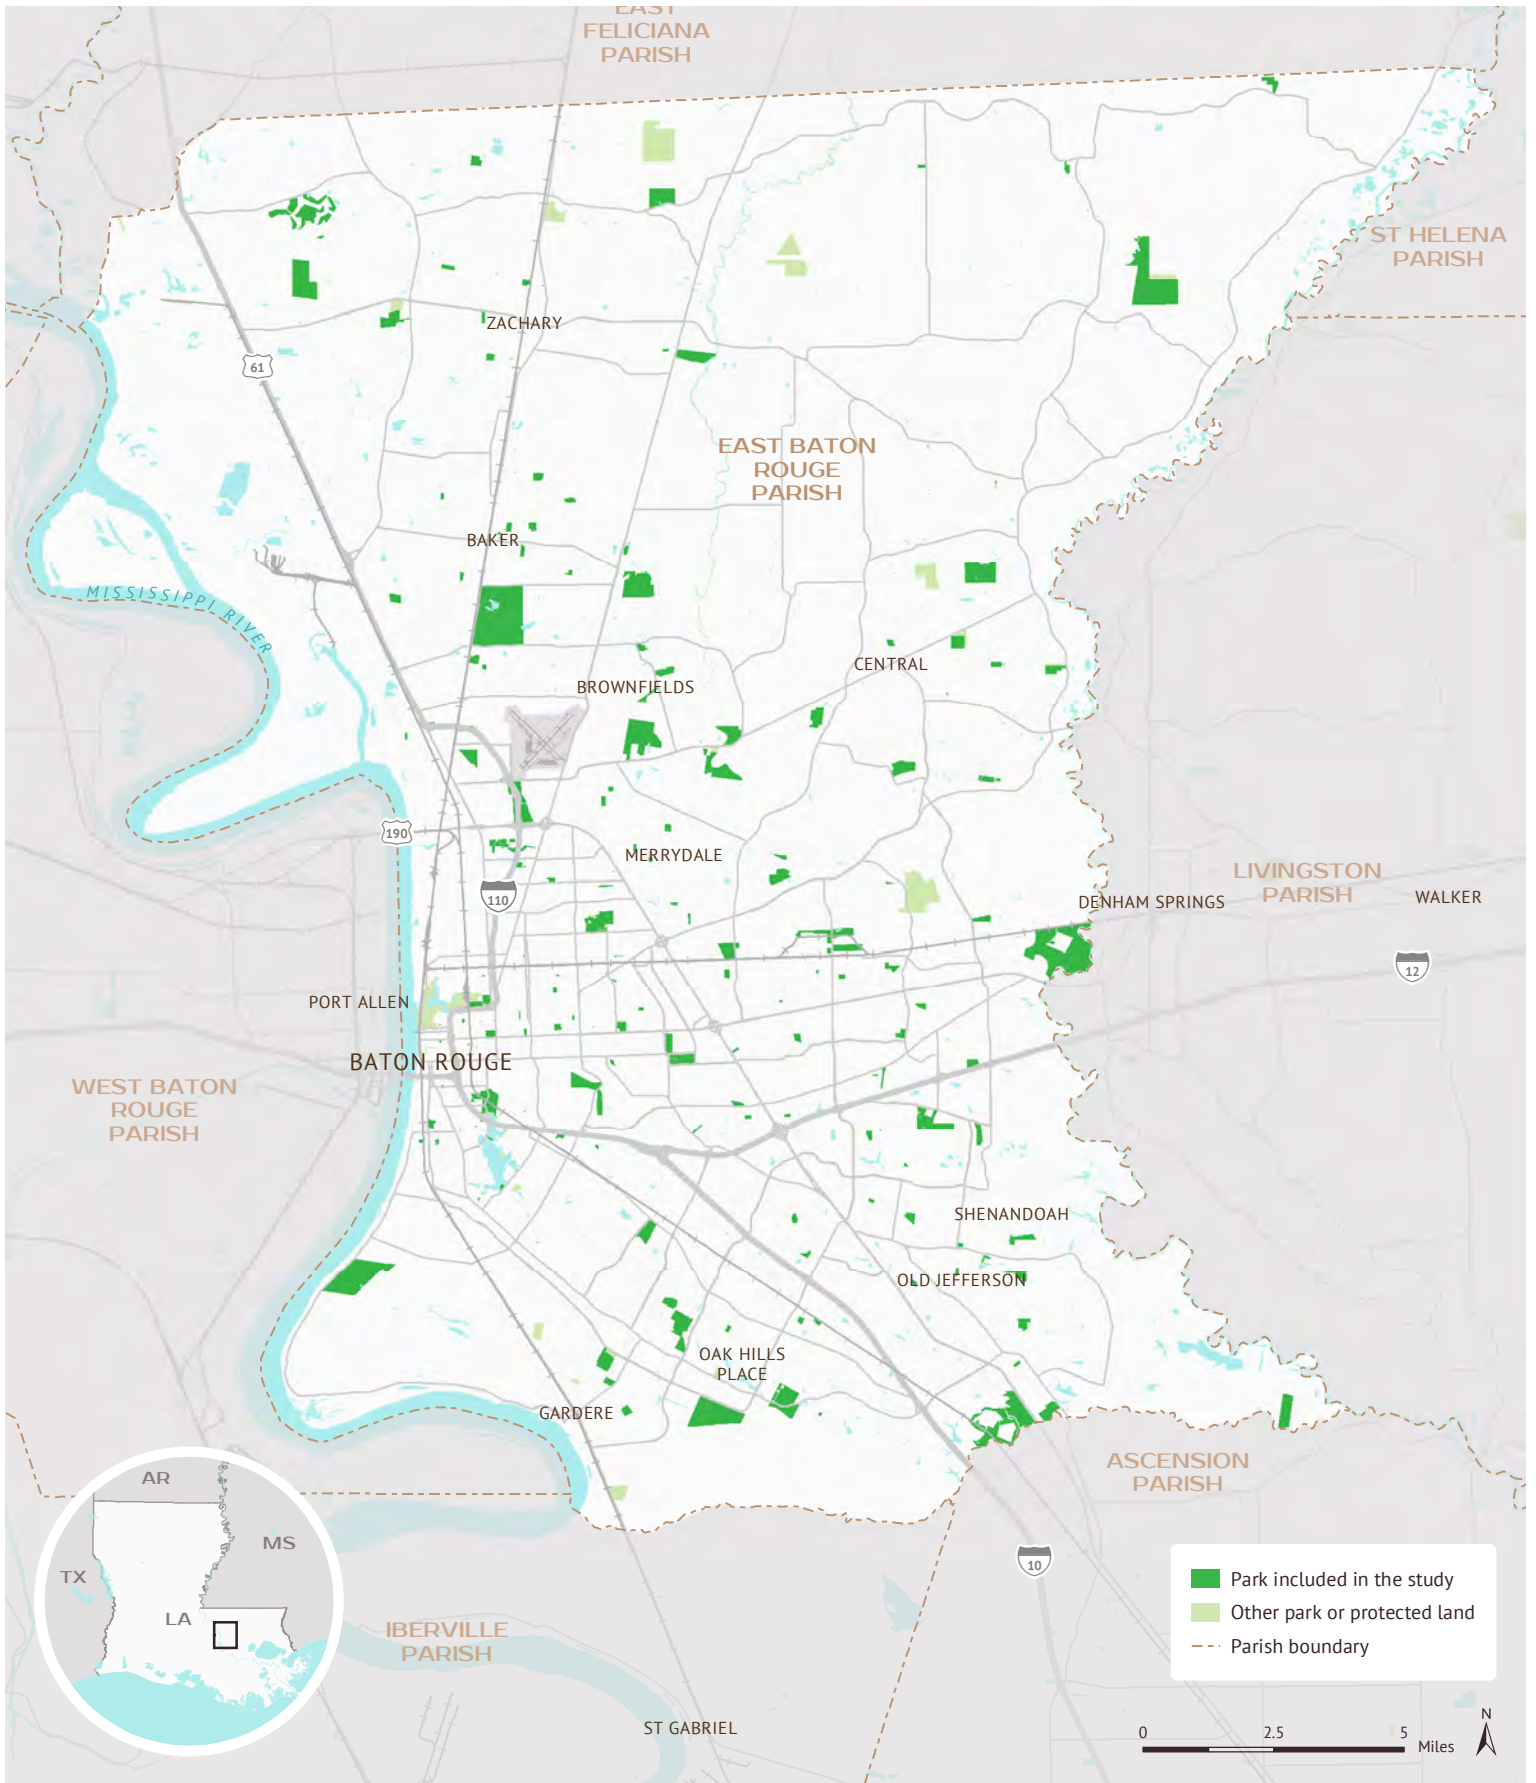 EAST
FELICIANA
PARISH
ST HELENA
PARISH
ZACHARY
61
EAST BATON
ROUGE
PARISH
BAKER
MISSISSIPPI RIVER
CENTRAL
BROWNFIELDS
190
MERRYDALE
110
LIVINGSTON
PARISH
WALKER
DENHAM SPRINGS
12
PORT ALLEN
BATON ROUGE
WEST BATON
ROUGE
PARISH
SHENANDOAH
OLD JEFFERSON
OAK HILLS
PLACE
GARDERE
ASCENSION
PARISH
AR
MS
TX
LA
10
IBERVILLE
PARISH
ST GABRIEL
Park included in the study
Other park or protected land
Parish boundary
N
0 2.5 5
Miles